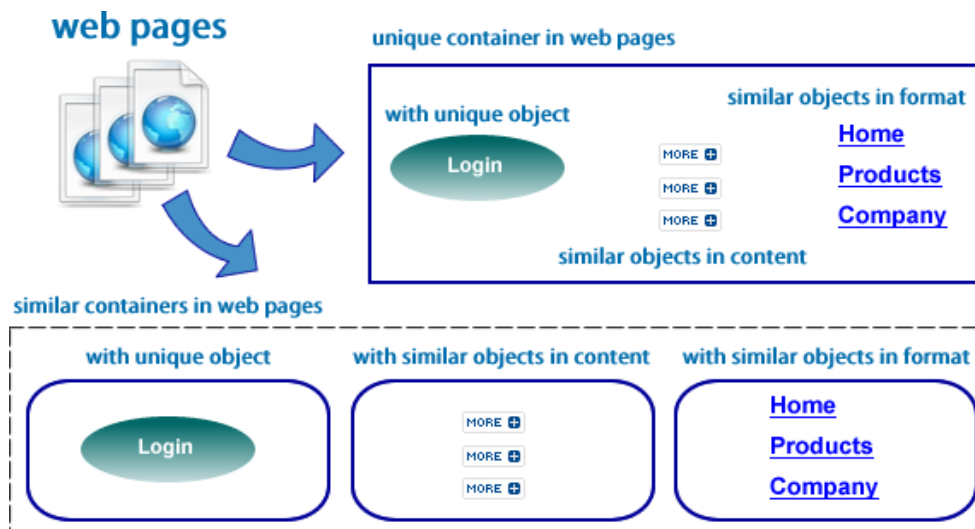 web pages
unique container in web pages
similar objects in format
with unique object
Home
Login
MORE
Products
MORE
Company
MORE
similar objects in content
similar containers in web pages
with unique object
with similar objects in content
with similar objects in format
Login
MORE
MORE
MORE
Home
Products
Company